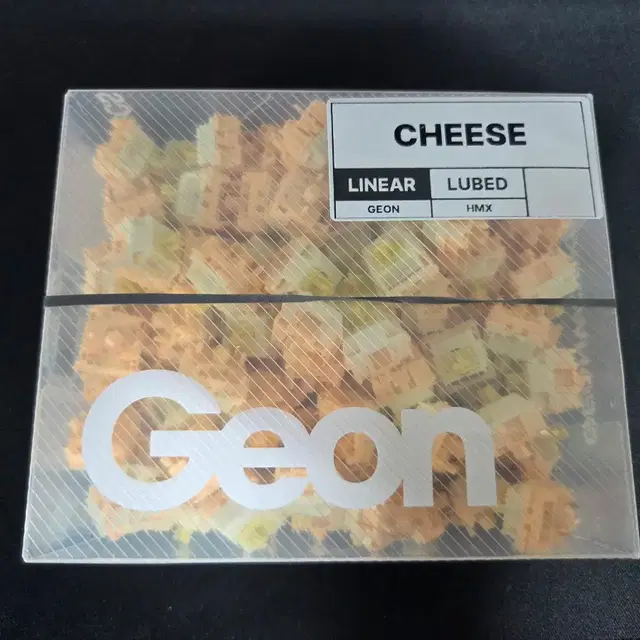 CHEESE
LINEAR LUBED
GEON HMX
Geon